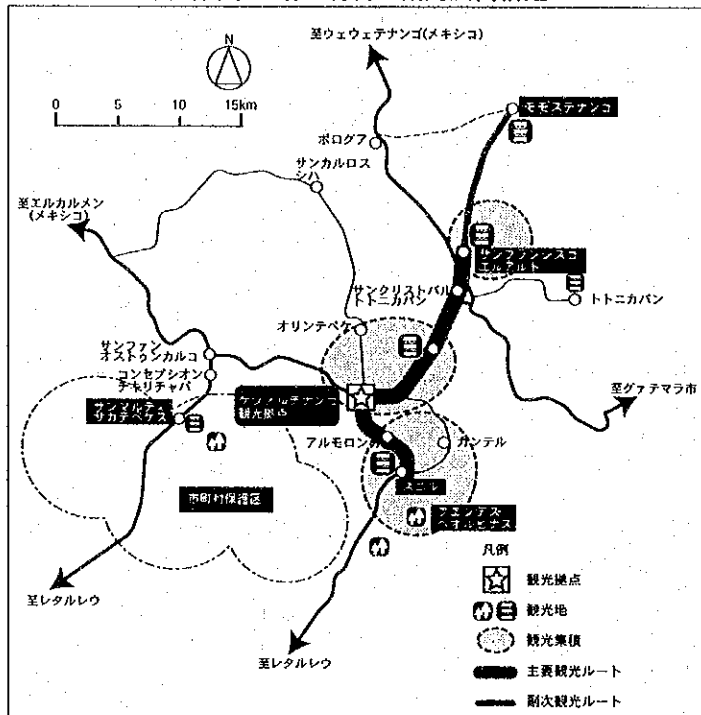 N
0 5 10 15km
至ウェウェテナンゴ(メキシコ)
モモステナンゴ
ポログア
サンカルロス
シハ
至エルカルメン
(メキシコ)
サンフランシスコ
エルアルト
サンクリストバル
トトニカパン
トトニカパン
オリンテペケ
サンファン
オストゥンカルコ
コンセプシオン
チキリチャパ
ケツァルテナンゴ
観光拠点
至グァテマラ市
アルモロンガ
カンテル
スニル
市町村保護区
フエンテス
凡例
観光拠点
観光地
観光集積
主要観光ルート
副次観光ルート
至レタルレウ
至レタルレウ